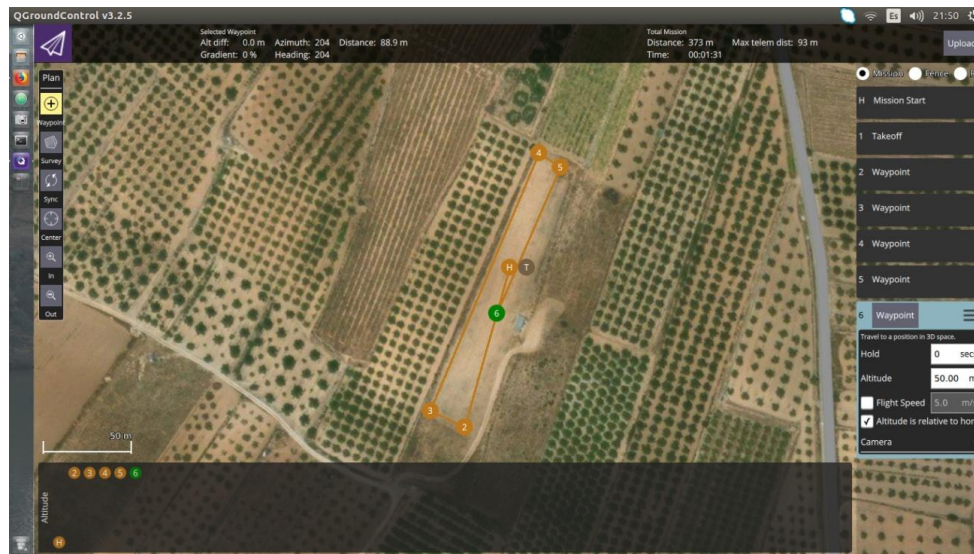 QGroundControl v3.2.5
Es
21:50
Selected Waypoint
Alt diff: 0.0 m Azimuth: 204 Distance: 88.9 m
Gradient: 0 % Heading: 204
Total Mission
Distance: 373 m Max telem dist: 93 m
Time: 00:01:31
Upload
Plan
Waypoint
Survey
Sync
Center
In
Out
Mission Fence
H Mission Start
1 Takeoff
2 Waypoint
3 Waypoint
4 Waypoint
5 Waypoint
6 Waypoint
Travel to a position in 3D space.
Hold 0 sec
Altitude 50.00 m
Flight Speed 5.0 m/
Altitude is relative to hom
Camera
4
5
H T
6
3
2
50 m
2 3 4 5 6
Altitude
H